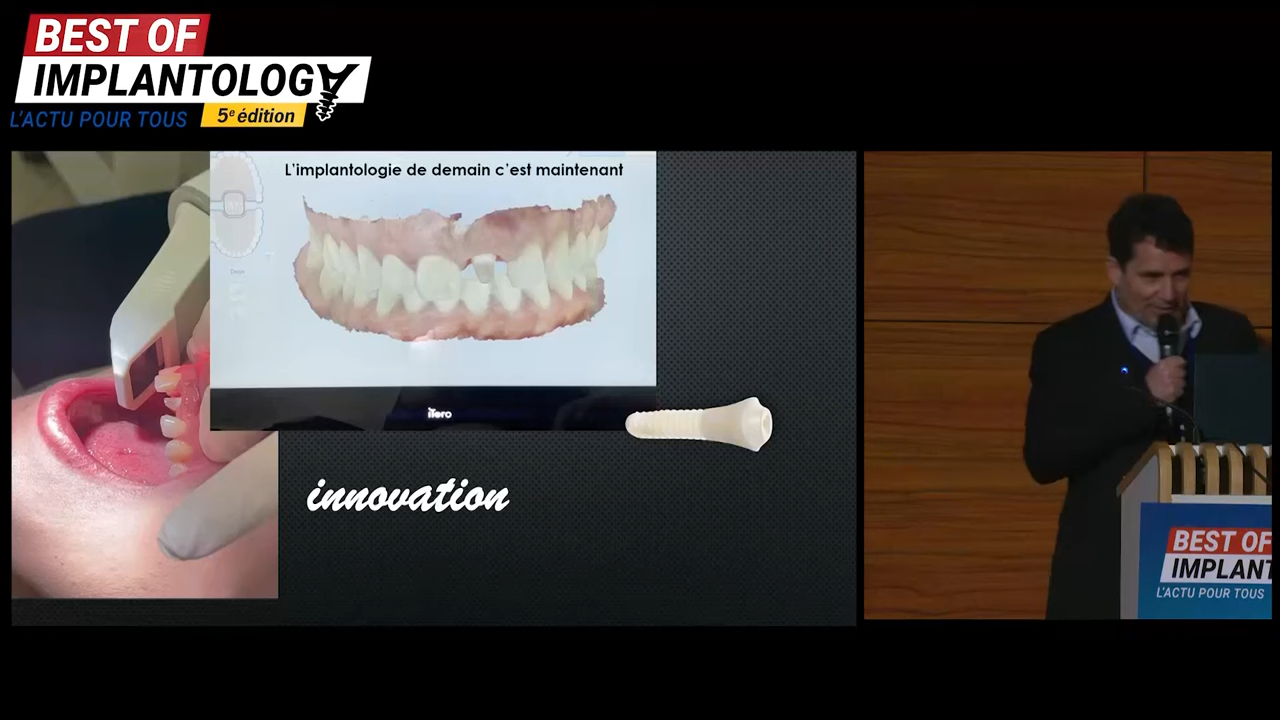 BEST OF
IMPLANTOLOGY
L'ACTU POUR TOUS
5e édition
L'implantologie de demain c'est maintenant
iTero
innovation
BEST OF
IMPLANT
L'ACTU POUR TOUS